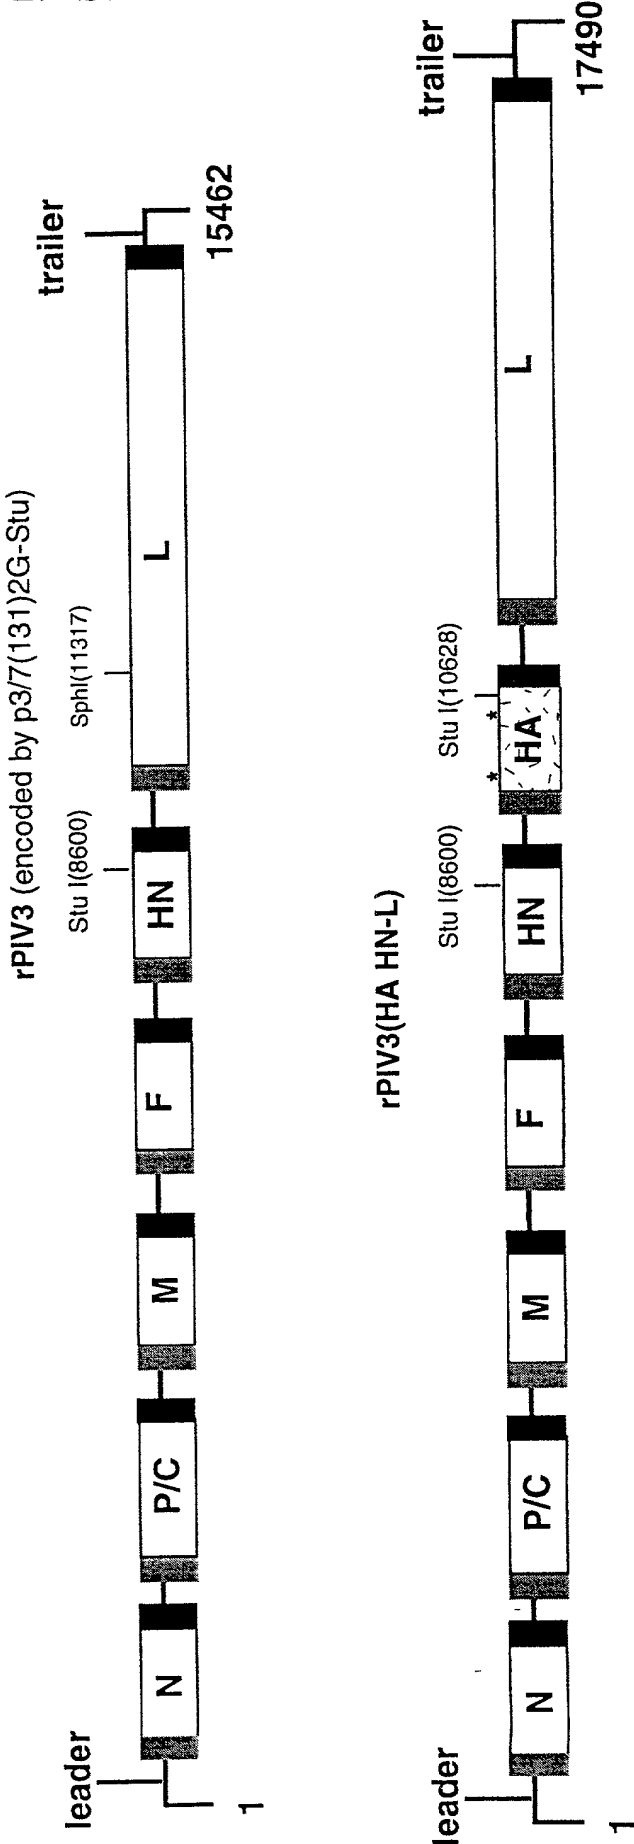 rPIV3 (encoded by p3/7(131)2G-Stu)
Stu I(8600)
SphI(11317)
leader
trailer
N
P/C
M
F
HN
L
1
15462
rPIV3(HA HN-L)
Stu I(8600)
Stu I(10628)
leader
trailer
* *
N
P/C
M
F
HN
HA
L
1
17490